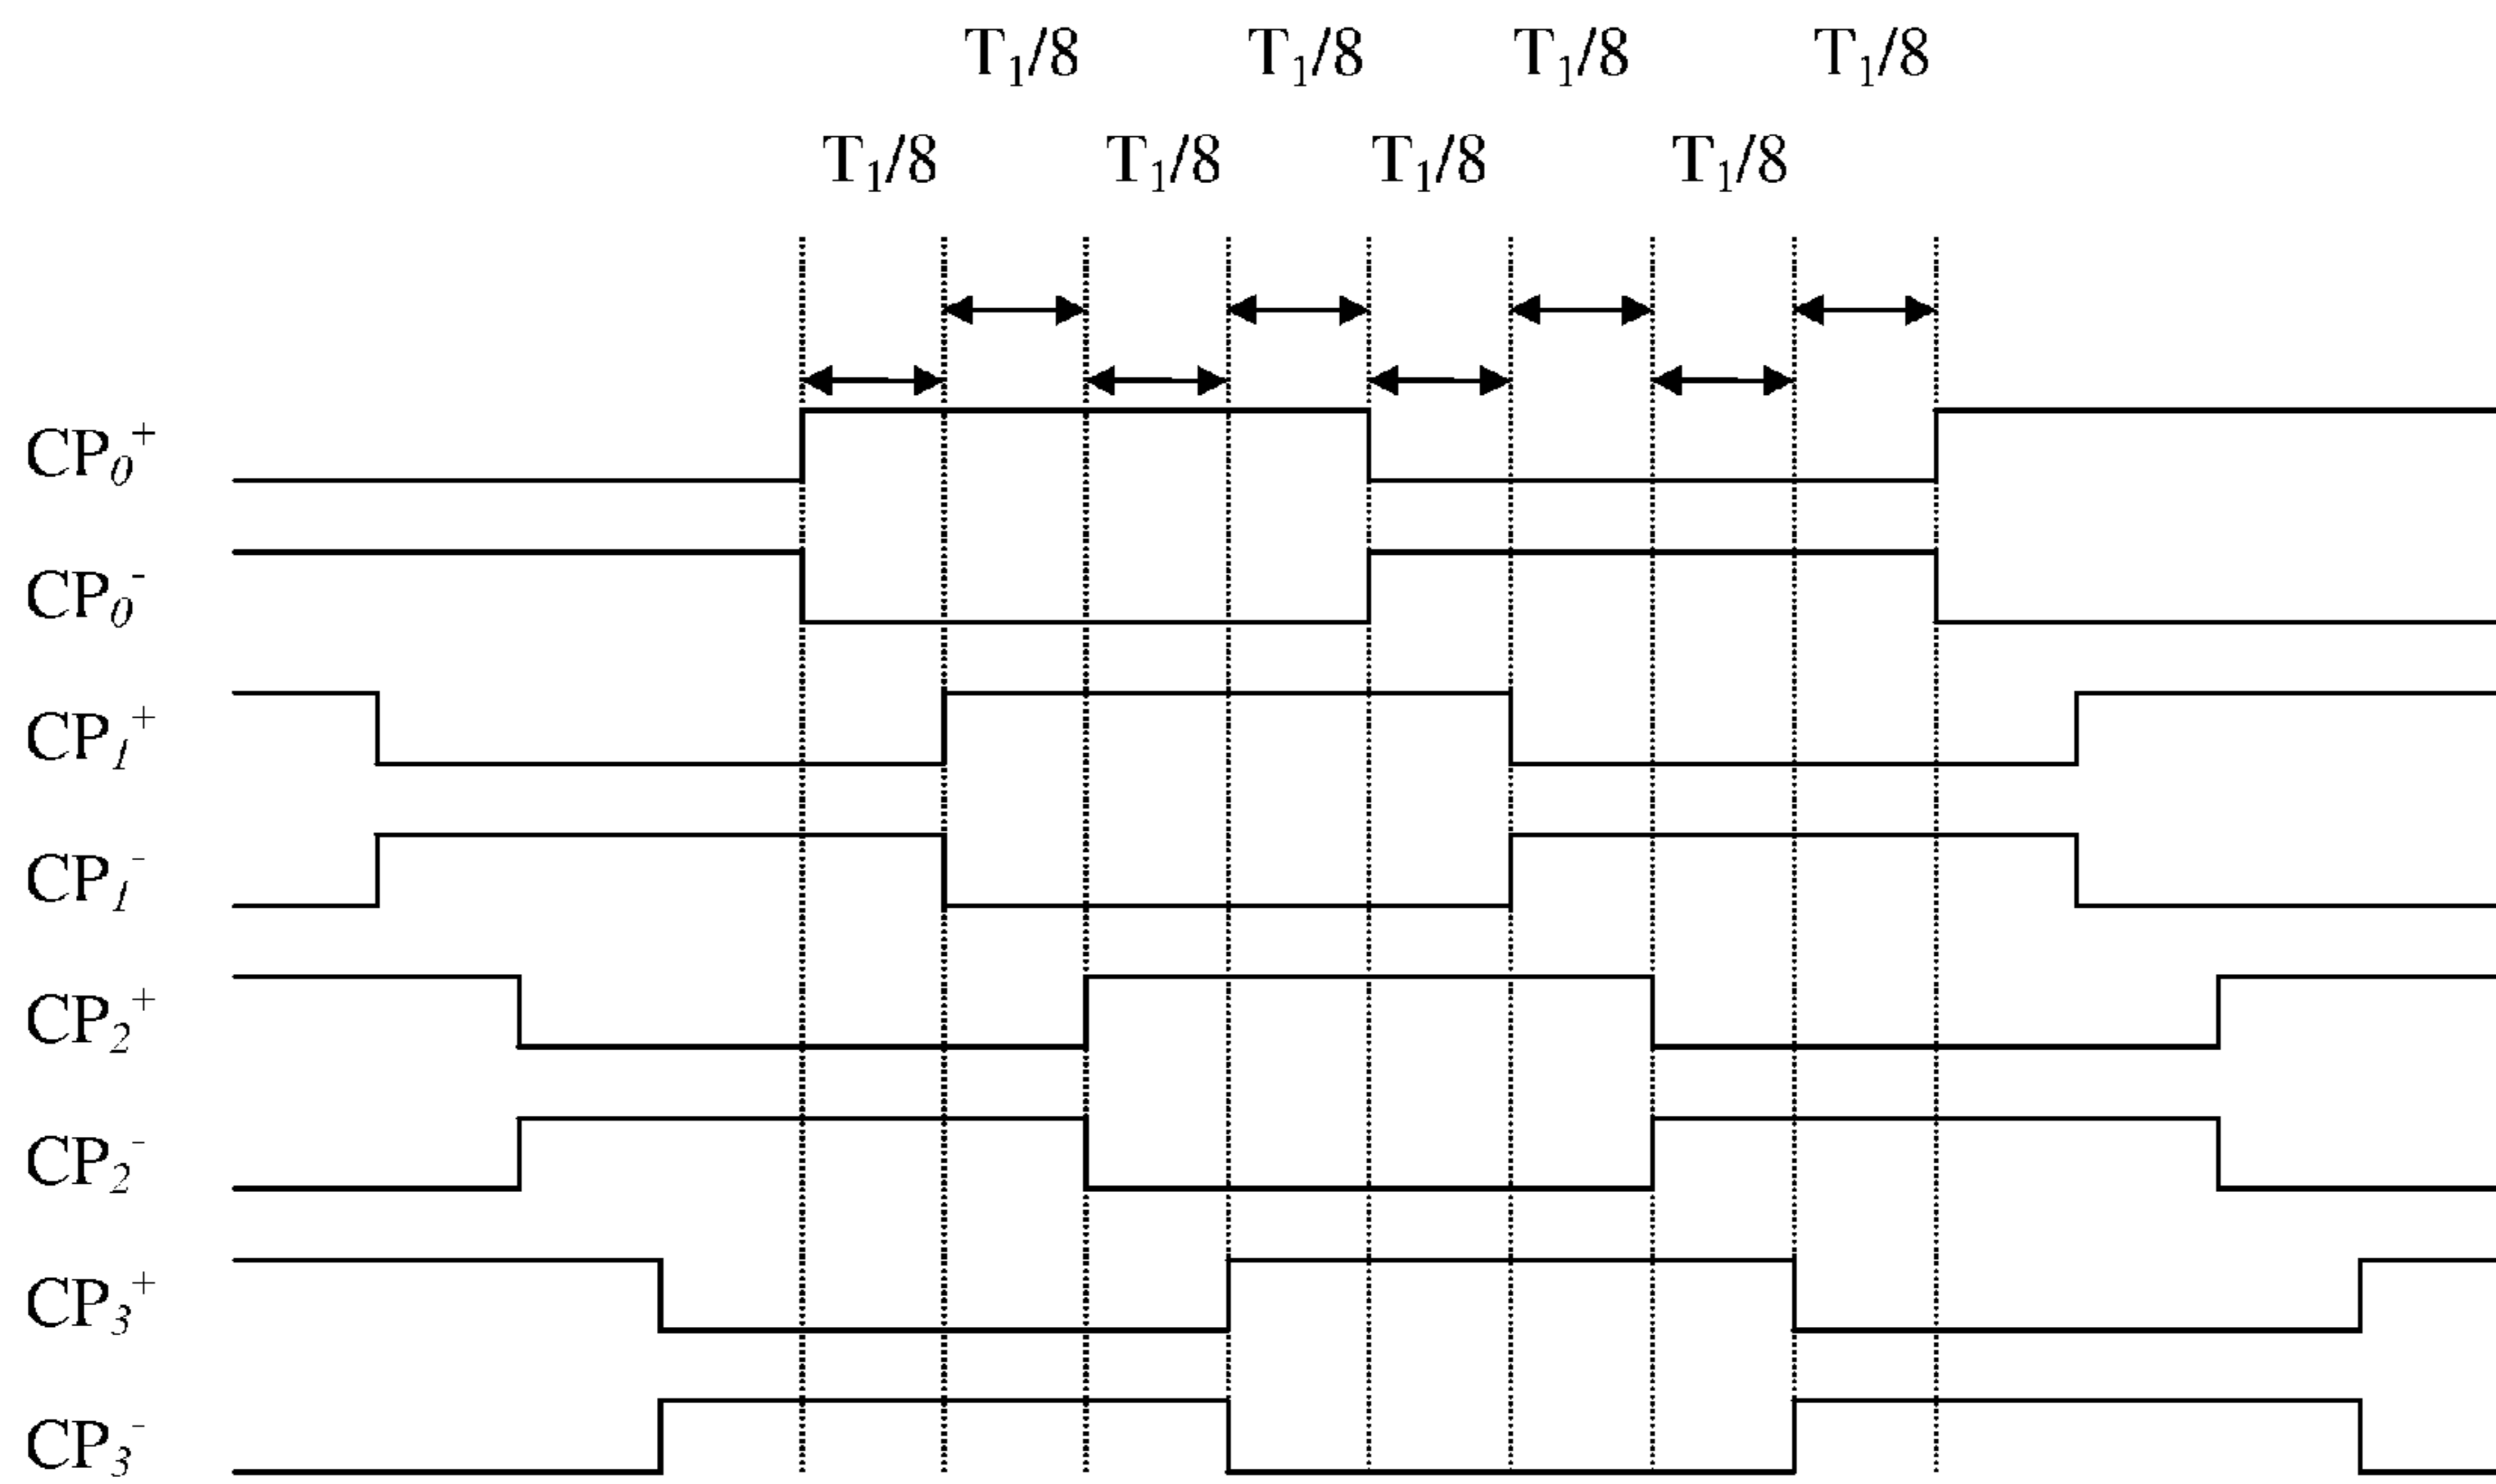 T₁/8 T₁/8 T₁/8 T₁/8
T₁/8 T₁/8 T₁/8 T₁/8
CP₀⁺
CP₀⁻
CP₁⁺
CP₁⁻
CP₂⁺
CP₂⁻
CP₃⁺
CP₃⁻